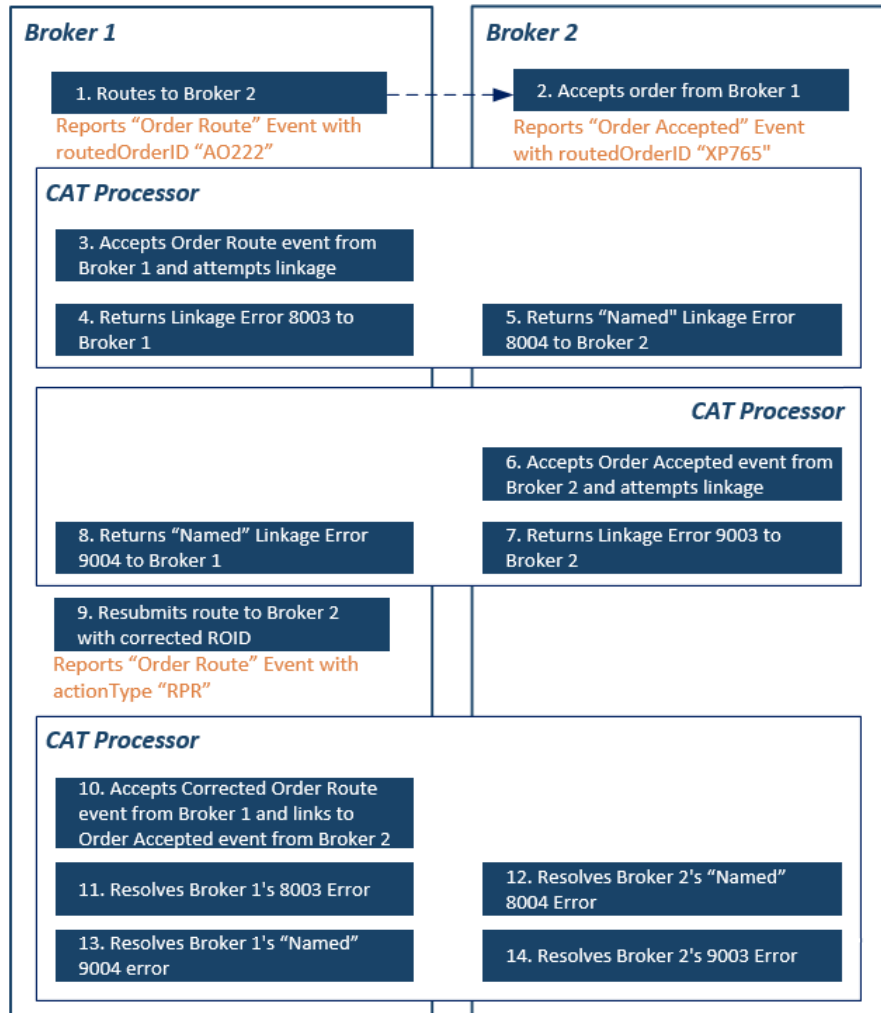 Broker 1
Broker 2
1. Routes to Broker 2
2. Accepts order from Broker 1
Reports “Order Route” Event with
routedOrderID “AO222”
Reports “Order Accepted” Event
with routedOrderID “XP765"
CAT Processor
3. Accepts Order Route event from
Broker 1 and attempts linkage
4. Returns Linkage Error 8003 to
Broker 1
5. Returns “Named" Linkage Error
8004 to Broker 2
CAT Processor
6. Accepts Order Accepted event from
Broker 2 and attempts linkage
8. Returns “Named” Linkage Error
9004 to Broker 1
7. Returns Linkage Error 9003 to
Broker 2
9. Resubmits route to Broker 2
with corrected ROID
Reports “Order Route” Event with
actionType “RPR”
CAT Processor
10. Accepts Corrected Order Route
event from Broker 1 and links to
Order Accepted event from Broker 2
11. Resolves Broker 1's 8003 Error
12. Resolves Broker 2's “Named”
8004 Error
13. Resolves Broker 1's “Named”
9004 error
14. Resolves Broker 2's 9003 Error